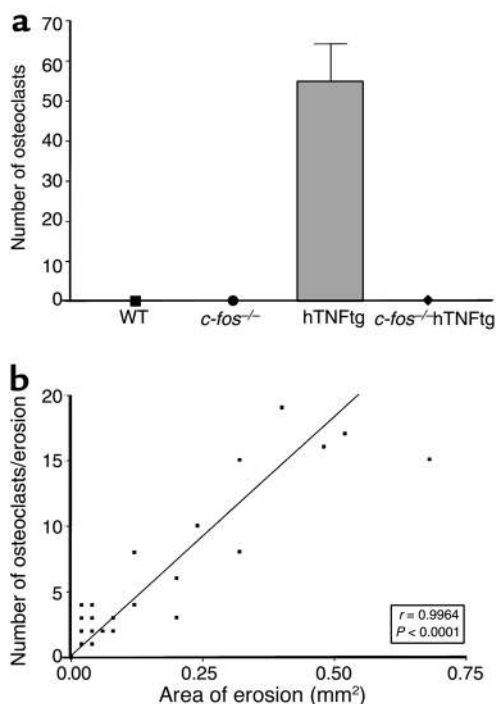 a
Number of osteoclasts
70
60
50
40
30
20
10
0
WT
c-fos–/–
hTNFtg
c-fos–/–hTNFtg
b
Number of osteoclasts/erosion
20
15
10
5
0
r = 0.9964
P < 0.0001
0.00
0.25
0.50
0.75
Area of erosion (mm²)